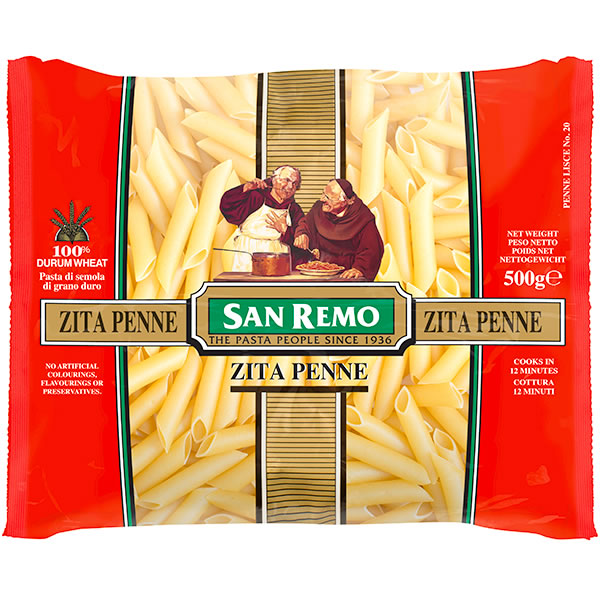 100%
DURUM WHEAT
Pasta di semola
di grano duro
ZITA PENNE
NO ARTIFICIAL
COLOURINGS,
FLAVOURINGS OR
PRESERVATIVES.
SAN REMO
THE PASTA PEOPLE SINCE 1936
ZITA PENNE
PENNE LISCE No. 20
NET WEIGHT
PESO NETTO
POIDS NET
NETTOGEWICHT
500g℮
ZITA PENNE
COOKS IN
12 MINUTES
COTTURA
12 MINUTI